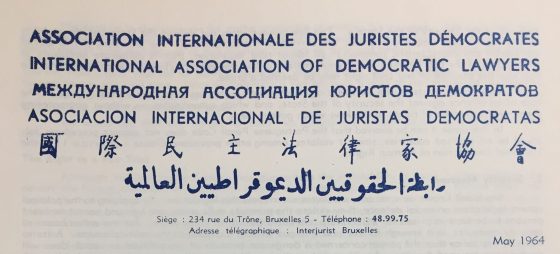 ASSOCIATION INTERNATIONALE DES JURISTES DÉMOCRATES
INTERNATIONAL ASSOCIATION OF DEMOCRATIC LAWYERS
МЕЖДУНАРОДНАЯ АССОЦИАЦИЯ ЮРИСТОВ ДЕМОКРАТОВ
ASOCIACION INTERNACIONAL DE JURISTAS DEMOCRATAS
國際民主法律家協會
رابطة الحقوقيين الديموقراطيين العالمية
Siège : 234 rue du Trône, Bruxelles 5 - Téléphone : 48.99.75
Adresse télégraphique : Interjurist Bruxelles
May 1964